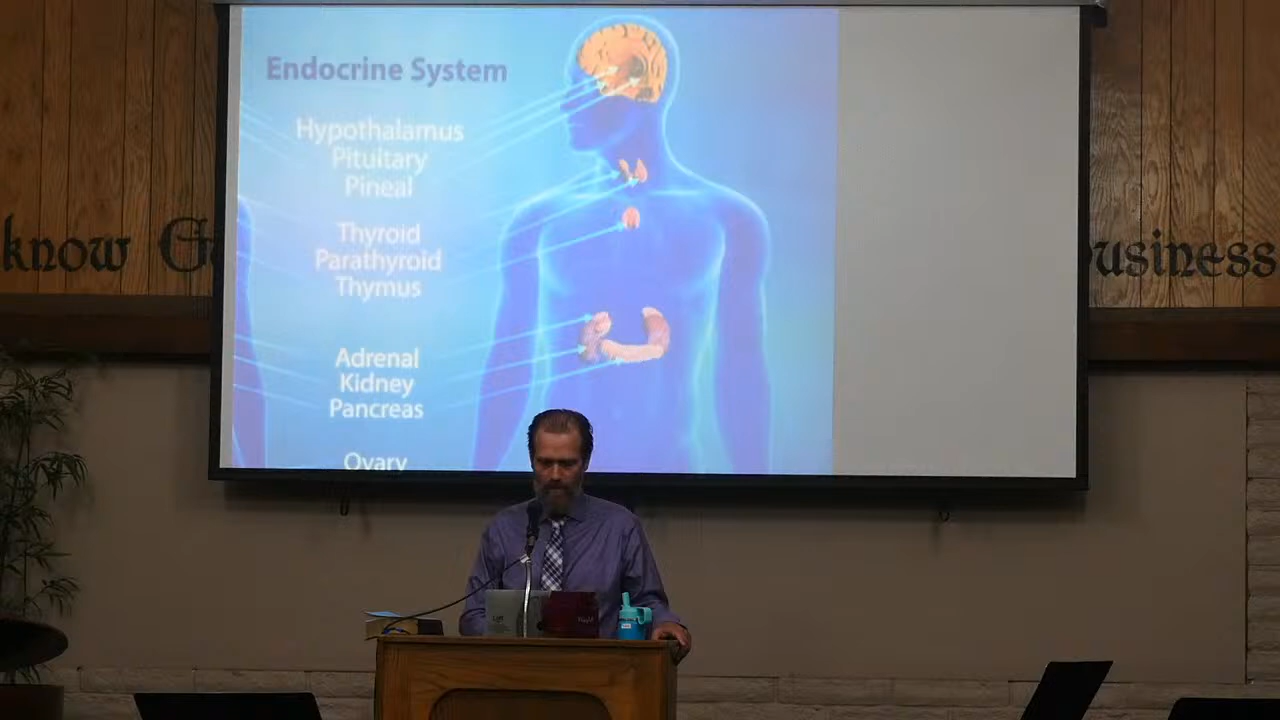 Endocrine System
Hypothalamus
Pituitary
Pineal
Thyroid
Parathyroid
Thymus
Adrenal
Kidney
Pancreas
Ovary
know
usiness